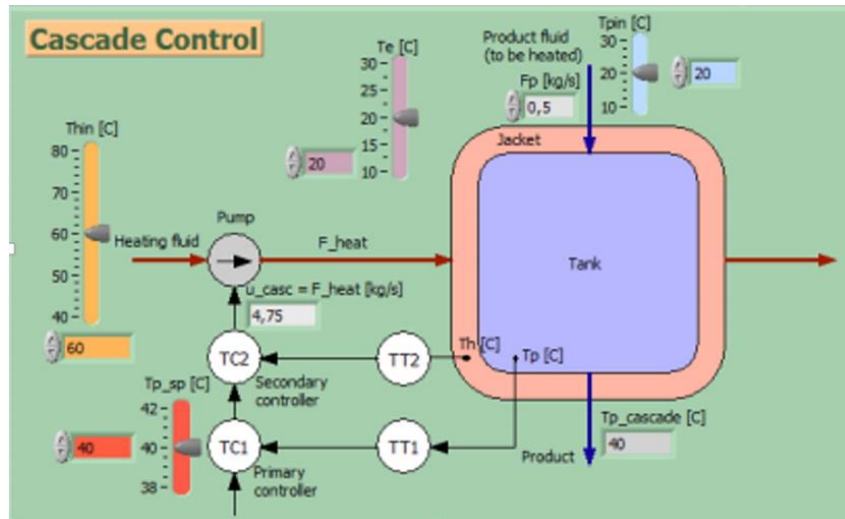 Cascade Control
Te [C]
30
25
20
15
10
20
Product fluid
(to be heated)
Fp [kg/s]
0,5
Tpin [C]
30
20
10
20
Thin [C]
80
70
60
50
40
60
Heating fluid
Pump
F_heat
Jacket
Tank
u_casc = F_heat [kg/s]
4,75
TC2
TT2
Th [C]
Tp [C]
Secondary
controller
Tp_sp [C]
42
40
38
40
TC1
TT1
Primary
controller
Product
Tp_cascade [C]
40